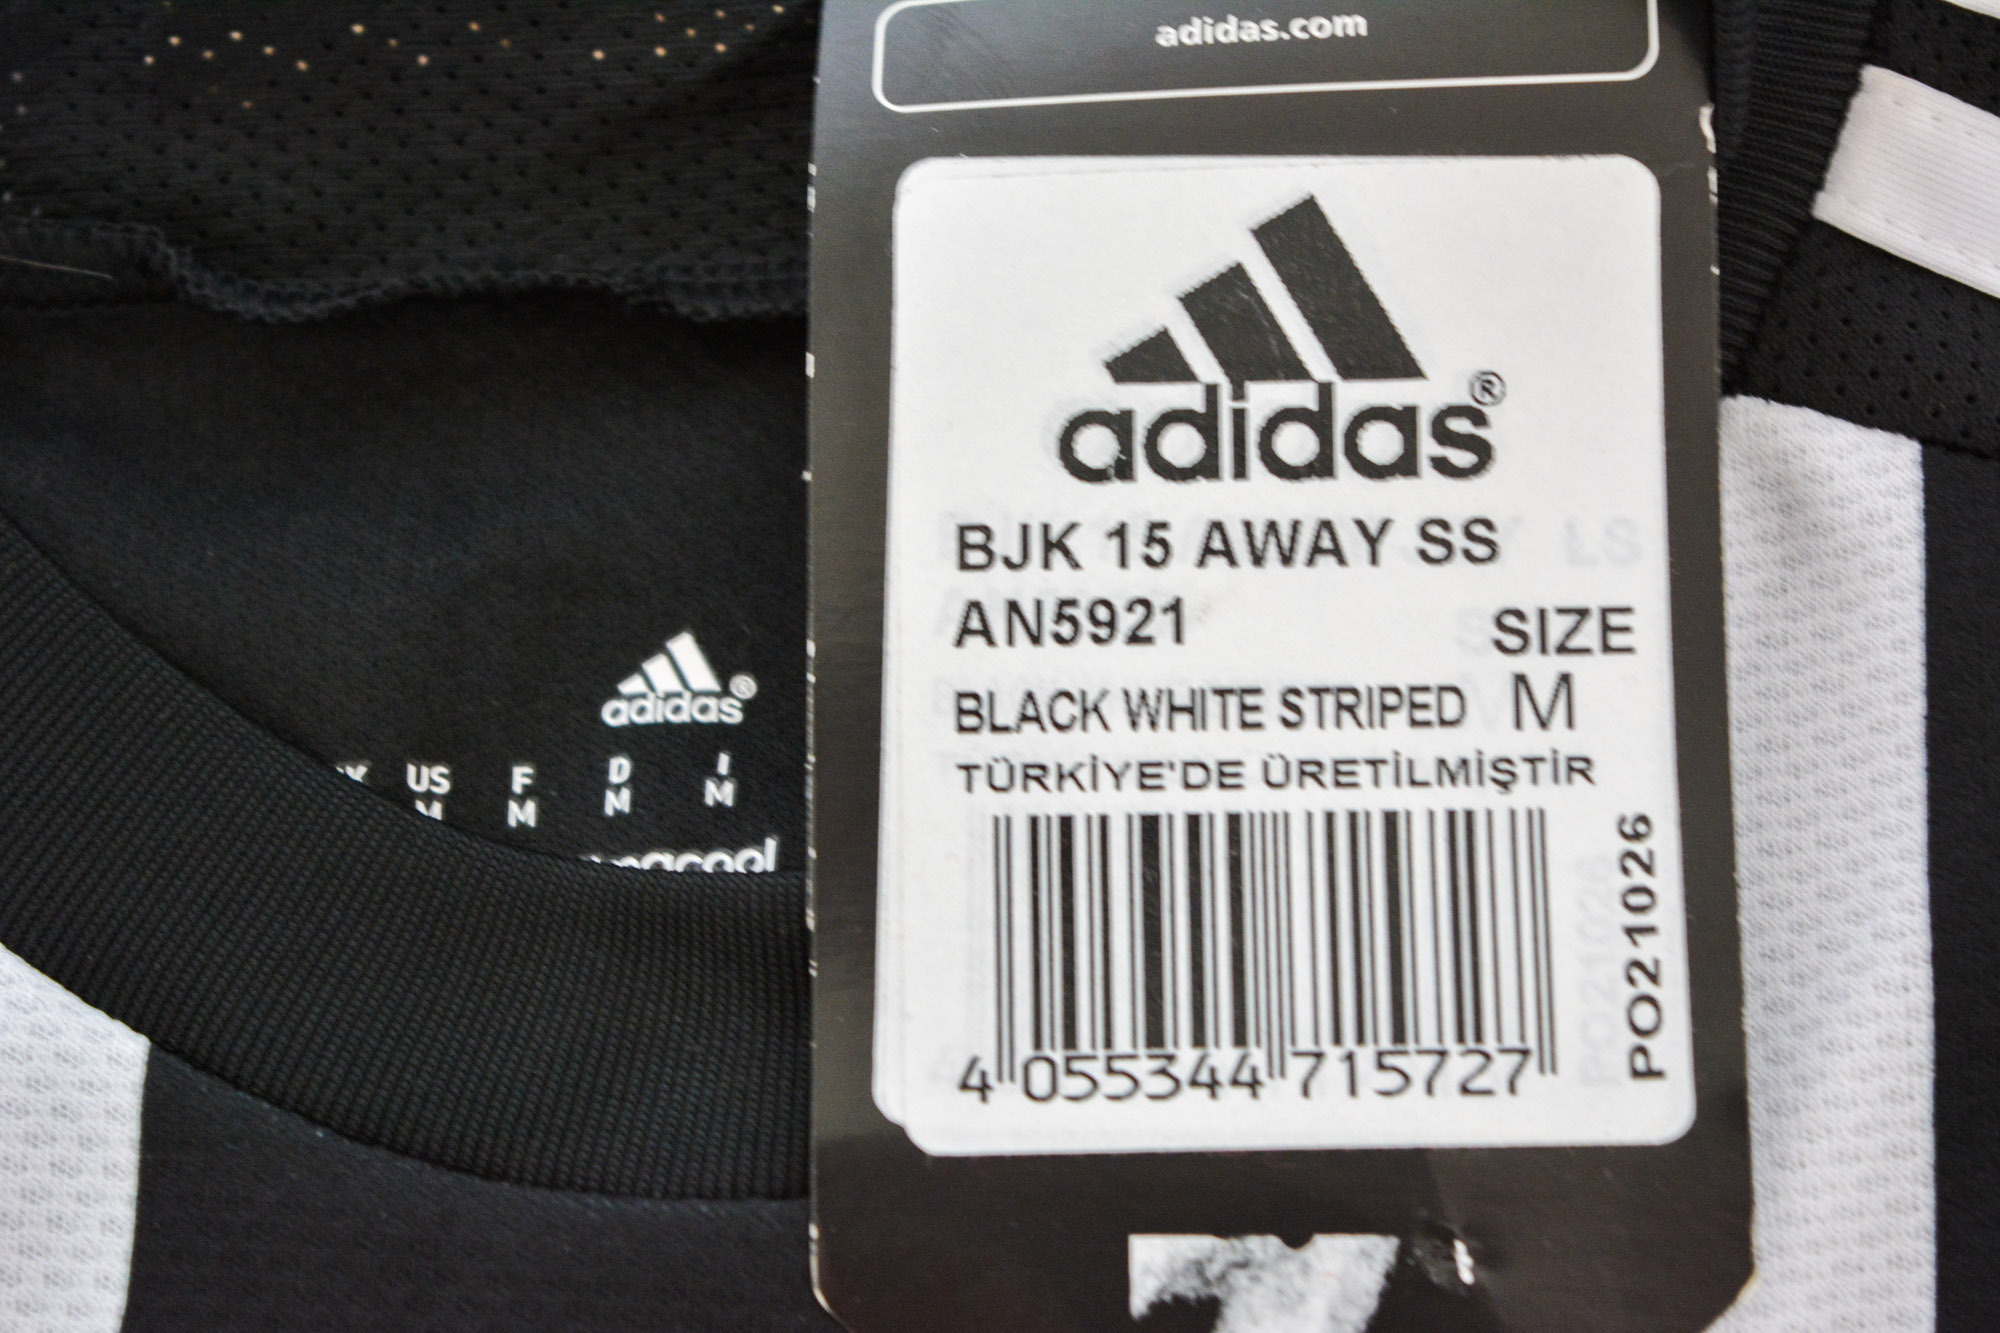 adidas.com
adidas®
BJK 15 AWAY SS
AN5921 SIZE
BLACK WHITE STRIPED M
TÜRKİYE'DE ÜRETİLMİŞTİR
4 055344 715727
PO21026
adidas®
US F D I
M M M M